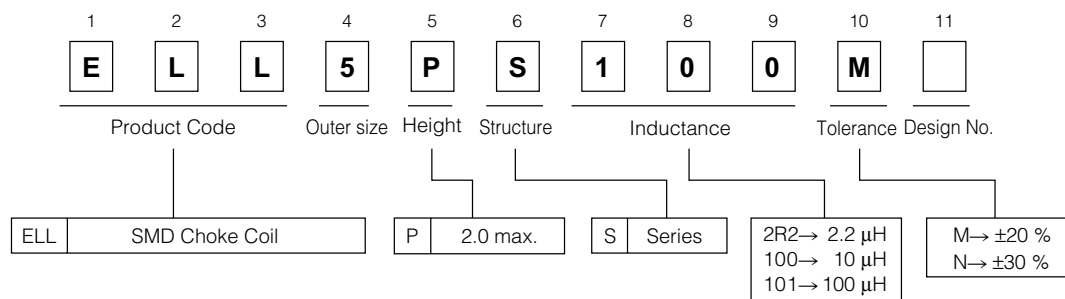 1 2 3 4 5 6 7 8 9 10 11
E L L 5 P S 1 0 0 M
Product Code Outer size Height Structure Inductance Tolerance Design No.
ELL SMD Choke Coil
P 2.0 max.
S Series
2R2→ 2.2 μH
100→ 10 μH
101→ 100 μH
M→ ±20 %
N→ ±30 %